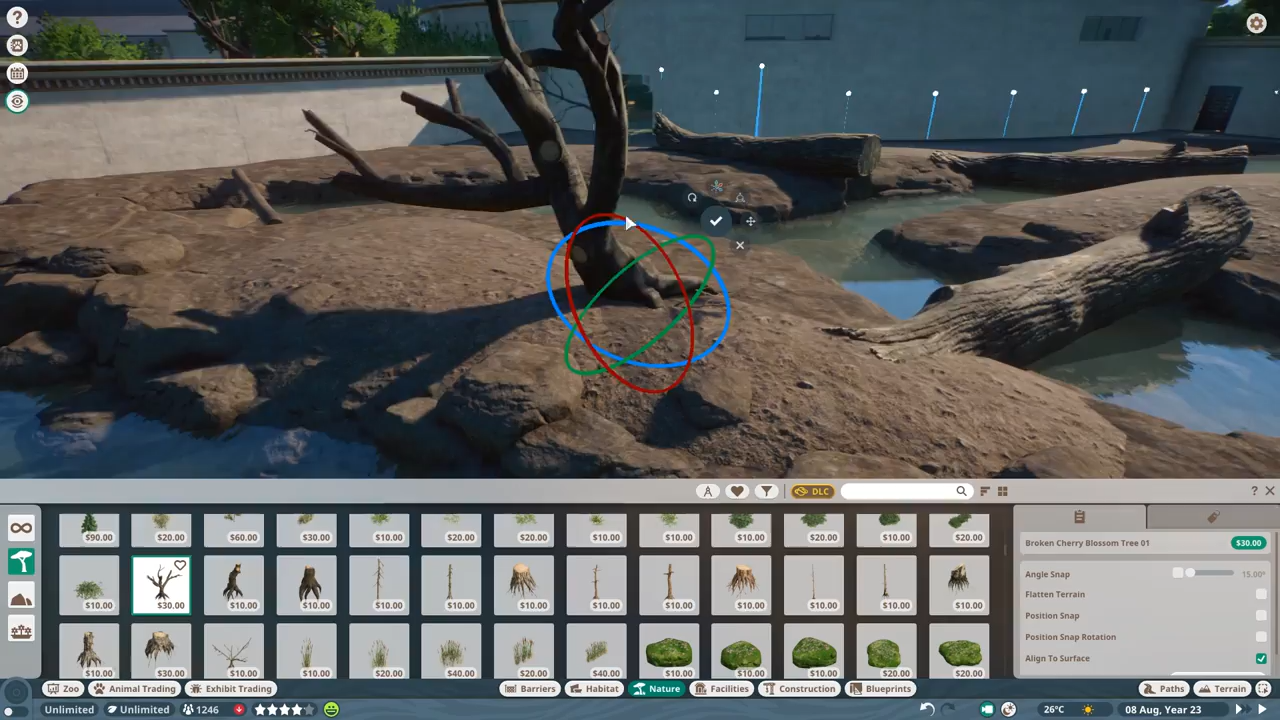 ?
DLC
? ×
$90.00 $20.00 $60.00 $30.00 $10.00 $20.00 $20.00 $10.00 $10.00 $10.00 $20.00 $10.00 $20.00
Broken Cherry Blossom Tree 01 $30.00
Angle Snap 15.00°
$10.00 $30.00 $10.00 $10.00 $10.00 $10.00 $10.00 $10.00 $10.00 $10.00 $10.00 $10.00 $10.00
Flatten Terrain
Position Snap
Position Snap Rotation
Align To Surface
$10.00 $30.00 $10.00 $10.00 $20.00 $40.00 $20.00 $40.00 $10.00 $10.00 $10.00 $20.00 $20.00
Zoo Animal Trading Exhibit Trading Barriers Habitat Nature Facilities Construction Blueprints Paths Terrain
Unlimited Unlimited 1246 26°C 08 Aug, Year 23